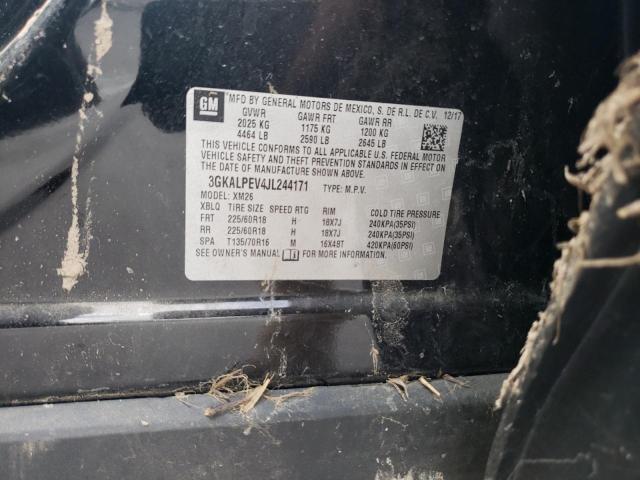 GM
MFD BY GENERAL MOTORS DE MEXICO, S. DE R.L. DE C.V. 12/17
GVWR GAWR FRT GAWR RR
2025 KG 1175 KG 1200 KG
4464 LB 2590 LB 2645 LB
THIS VEHICLE CONFORMS TO ALL APPLICABLE U.S. FEDERAL MOTOR
VEHICLE SAFETY AND THEFT PREVENTION STANDARDS IN EFFECT
ON THE DATE OF MANUFACTURE SHOWN ABOVE.
3GKALPEV4JL244171 TYPE: M.P.V.
MODEL: XM26
XBLQ TIRE SIZE SPEED RTG RIM COLD TIRE PRESSURE
FRT 225/60R18 H 18X7J 240KPA(35PSI)
RR 225/60R18 H 18X7J 240KPA(35PSI)
SPA T135/70R16 M 16X4BT 420KPA(60PSI)
SEE OWNER'S MANUAL FOR MORE INFORMATION.